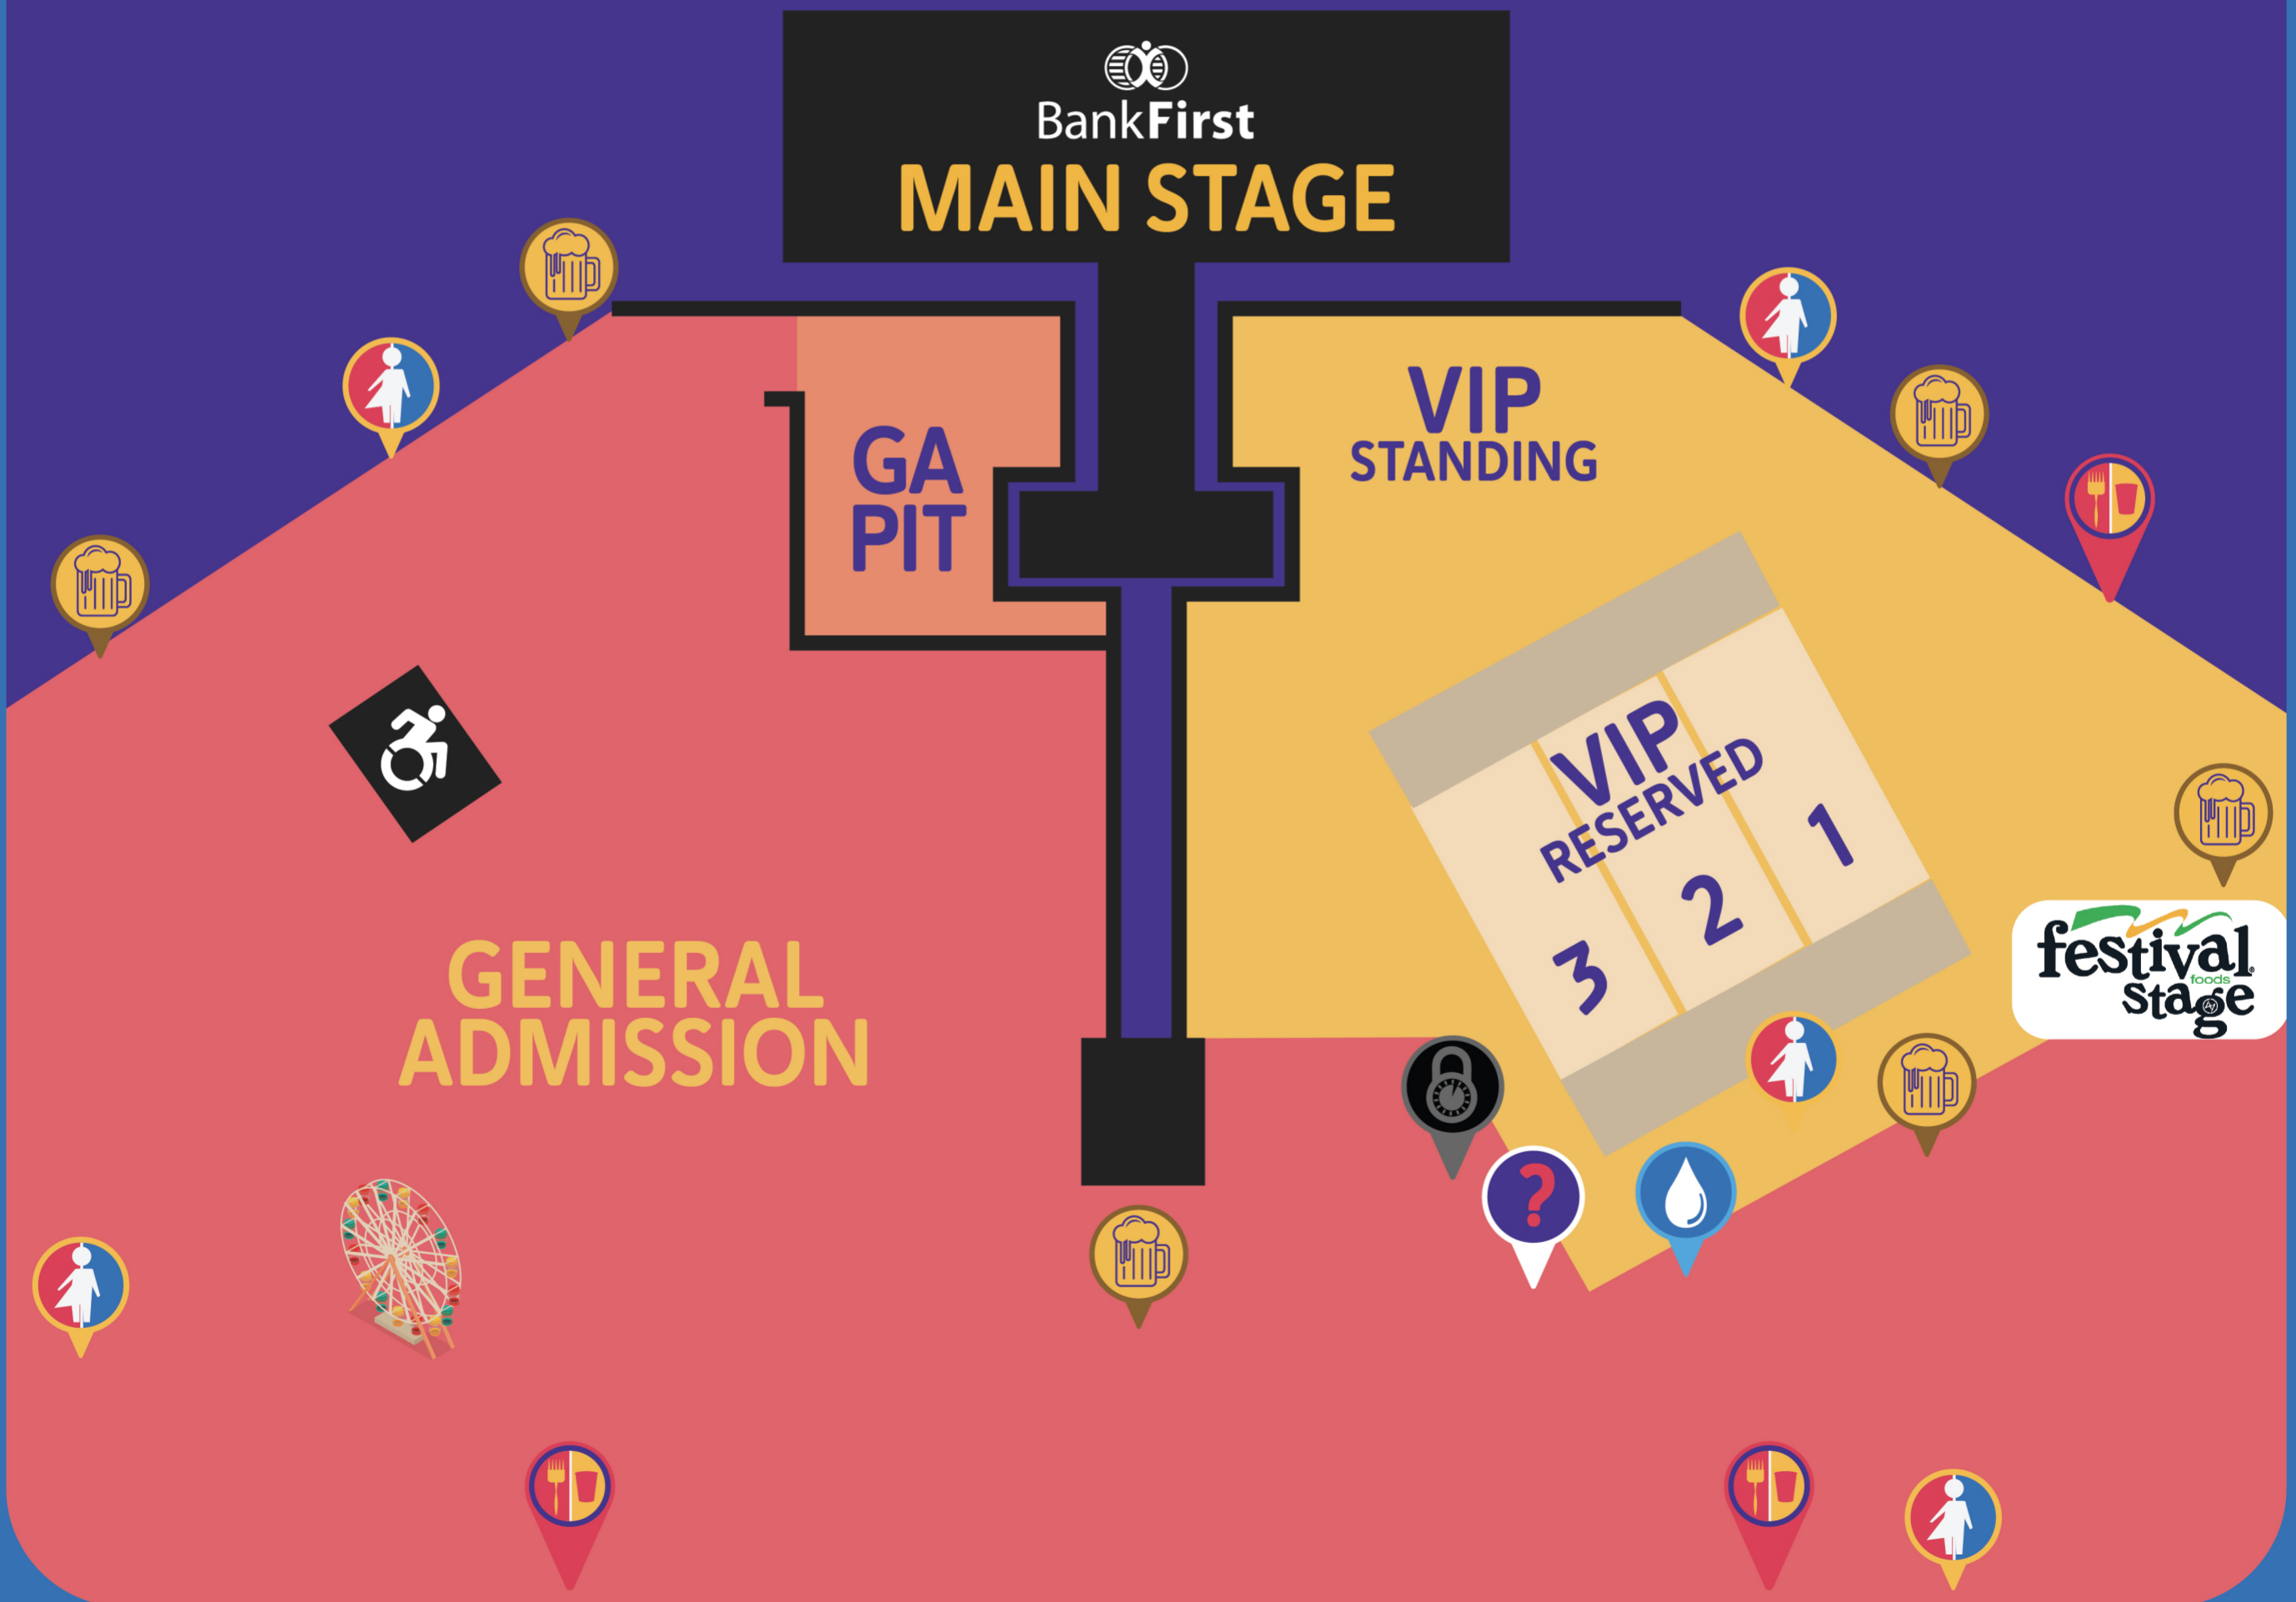 BankFirst
MAIN STAGE
GA
PIT
VIP
STANDING
VIP
RESERVED
1
2
3
festival
foods
stage
GENERAL
ADMISSION
?